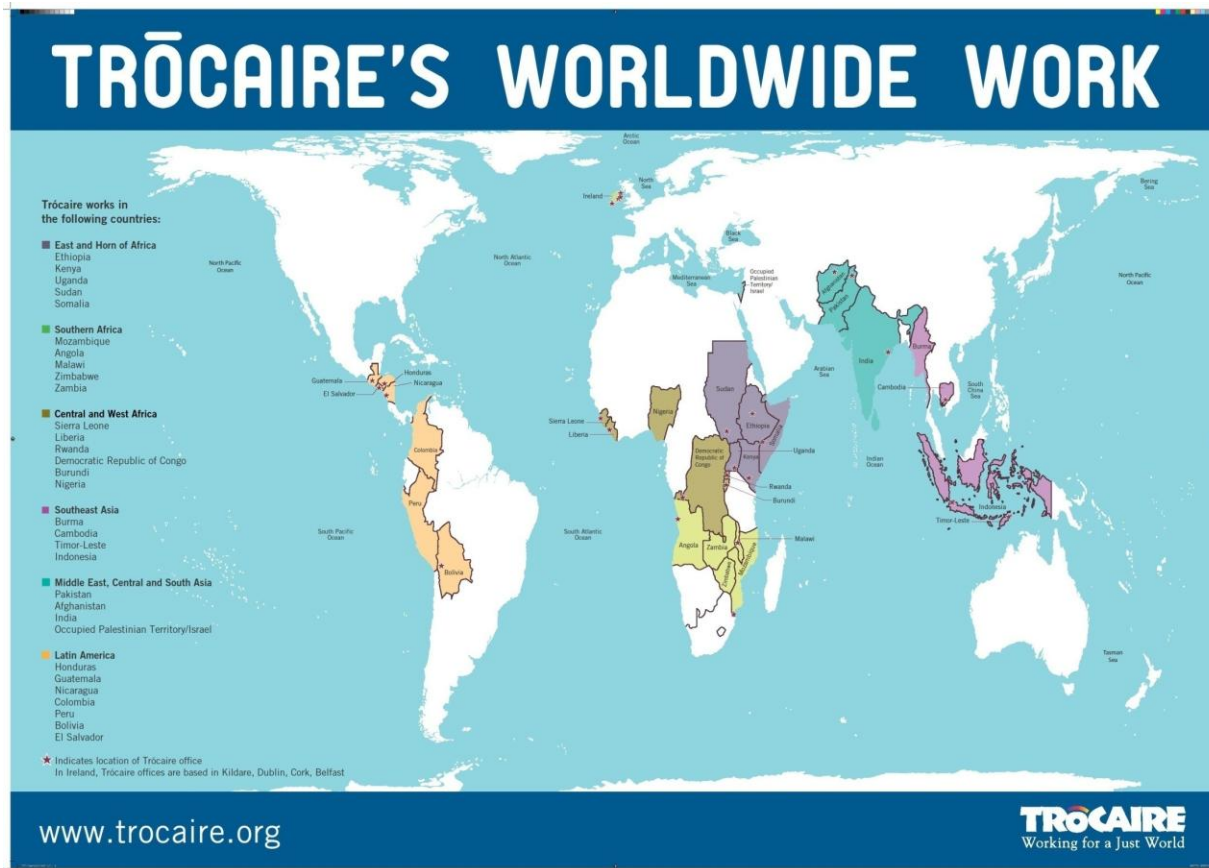 TRŌCAIRE'S WORLDWIDE WORK
Trócaire works in
the following countries:
East and Horn of Africa
Ethiopia
Kenya
Uganda
Sudan
Somalia
Southern Africa
Mozambique
Angola
Malawi
Zimbabwe
Zambia
Central and West Africa
Sierra Leone
Liberia
Rwanda
Democratic Republic of Congo
Burundi
Nigeria
Southeast Asia
Burma
Cambodia
Timor-Leste
Indonesia
Middle East, Central and South Asia
Pakistan
Afghanistan
India
Occupied Palestinian Territory/Israel
Latin America
Honduras
Guatemala
Nicaragua
Colombia
Peru
Bolivia
El Salvador
Indicates location of Trócaire office
In Ireland, Trócaire offices are based in Kildare, Dublin, Cork, Belfast
Arctic
Ocean
North
Sea
Bering
Sea
Ireland
Black
Sea
North Pacific
Ocean
North Atlantic
Ocean
Mediterranean
Sea
Occupied
Palestinian
Territory/
Israel
Afghanistan
Pakistan
North Pacific
Ocean
India
Burma
Arabian
Sea
Cambodia
South
China
Sea
Guatemala
Honduras
Nicaragua
El Salvador
Sudan
Nigeria
Sierra Leone
Liberia
Ethiopia
Somalia
Colombia
Democratic
Republic of
Congo
Kenya
Uganda
Indian
Ocean
Rwanda
Burundi
Peru
Indonesia
Timor-Leste
South Pacific
Ocean
South Atlantic
Ocean
Angola
Zambia
Malawi
Mozambique
Zimbabwe
Bolivia
Tasman
Sea
www.trocaire.org
TRÓCAIRE
Working for a Just World